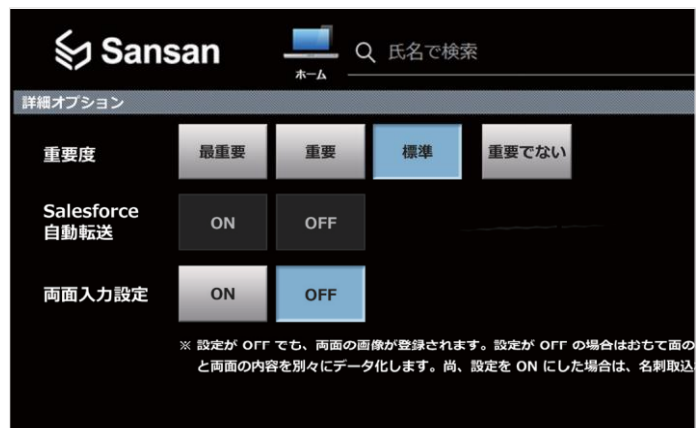 Sansan
ホーム
氏名で検索
詳細オプション
重要度
最重要
重要
標準
重要でない
Salesforce
自動転送
ON
OFF
両面入力設定
ON
OFF
※ 設定が OFF でも、両面の画像が登録されます。設定が OFF の場合はおもて面の
と両面の内容を別々にデータ化します。尚、設定を ON にした場合は、名刺取込